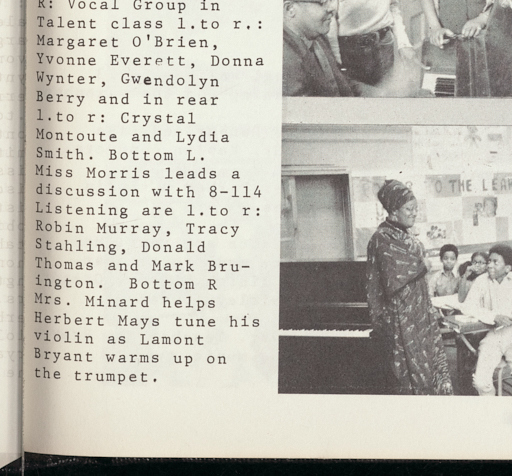 R: Vocal Group in
Talent class l.to r.:
Margaret O'Brien,
Yvonne Everett, Donna
Wynter, Gwendolyn
Berry and in rear
l.to r: Crystal
Montoute and Lydia
Smith. Bottom L.
Miss Morris leads a
discussion with 8-114
Listening are l.to r:
Robin Murray, Tracy
Stahling, Donald
Thomas and Mark Bru-
ington.  Bottom R
Mrs. Minard helps
Herbert Mays tune his
violin as Lamont
Bryant warms up on
the trumpet.
O THE LEA